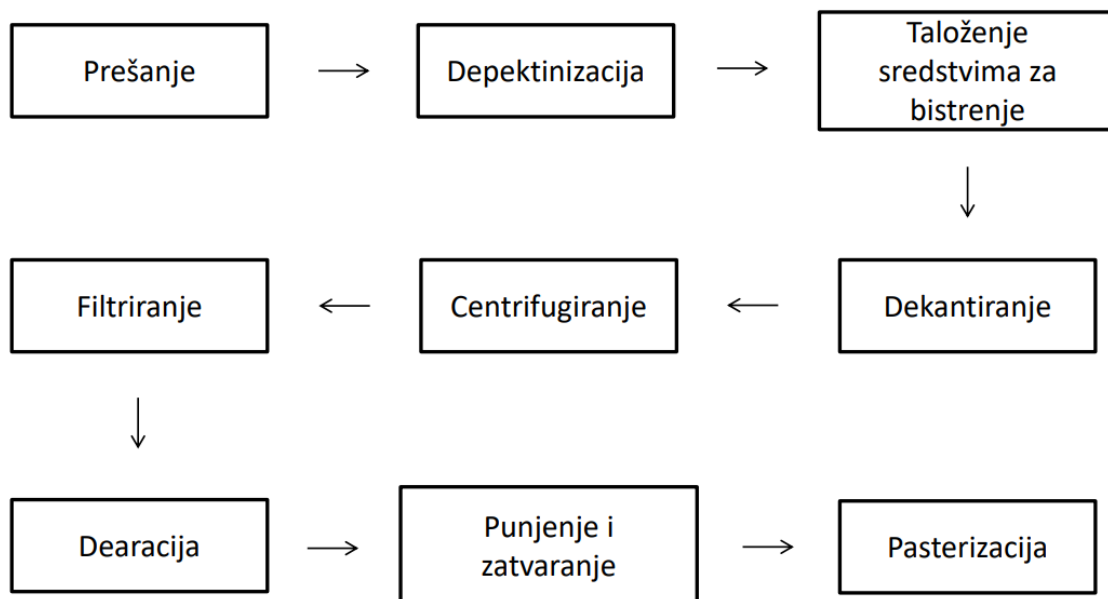 Prešanje
Depektinizacija
Taloženje
sredstvima za
bistrenje
Dekantiranje
Centrifugiranje
Filtriranje
Dearacija
Punjenje i
zatvaranje
Pasterizacija